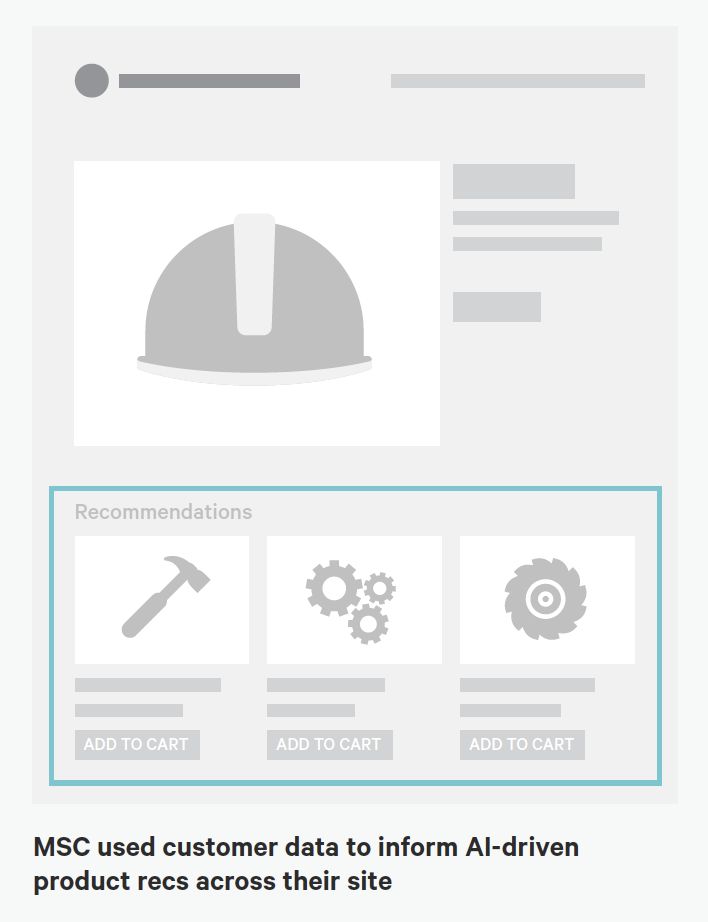 Recommendations
ADD TO CART
ADD TO CART
ADD TO CART
MSC used customer data to inform AI-driven
product recs across their site